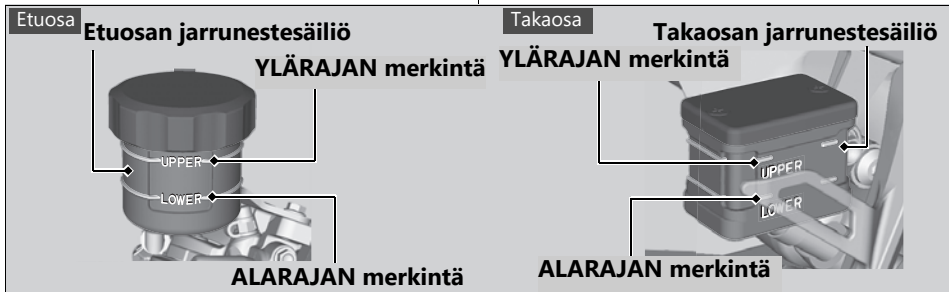 Etuosa
Etuosan jarrunestesäiliö
YLÄRAJAN merkintä
UPPER
LOWER
ALARAJAN merkintä
Takaosa
Takaosan jarrunestesäiliö
YLÄRAJAN merkintä
UPPER
LOWER
ALARAJAN merkintä